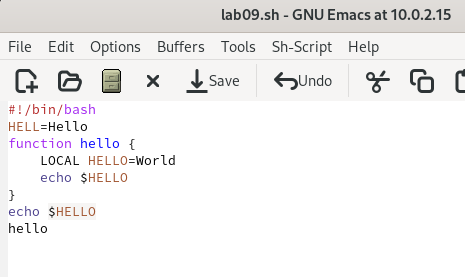 lab09.sh - GNU Emacs at 10.0.2.15
File Edit Options Buffers Tools Sh-Script Help
Save Undo
#!/bin/bash
HELL=Hello
function hello {
    LOCAL HELLO=World
    echo $HELLO
}
echo $HELLO
hello